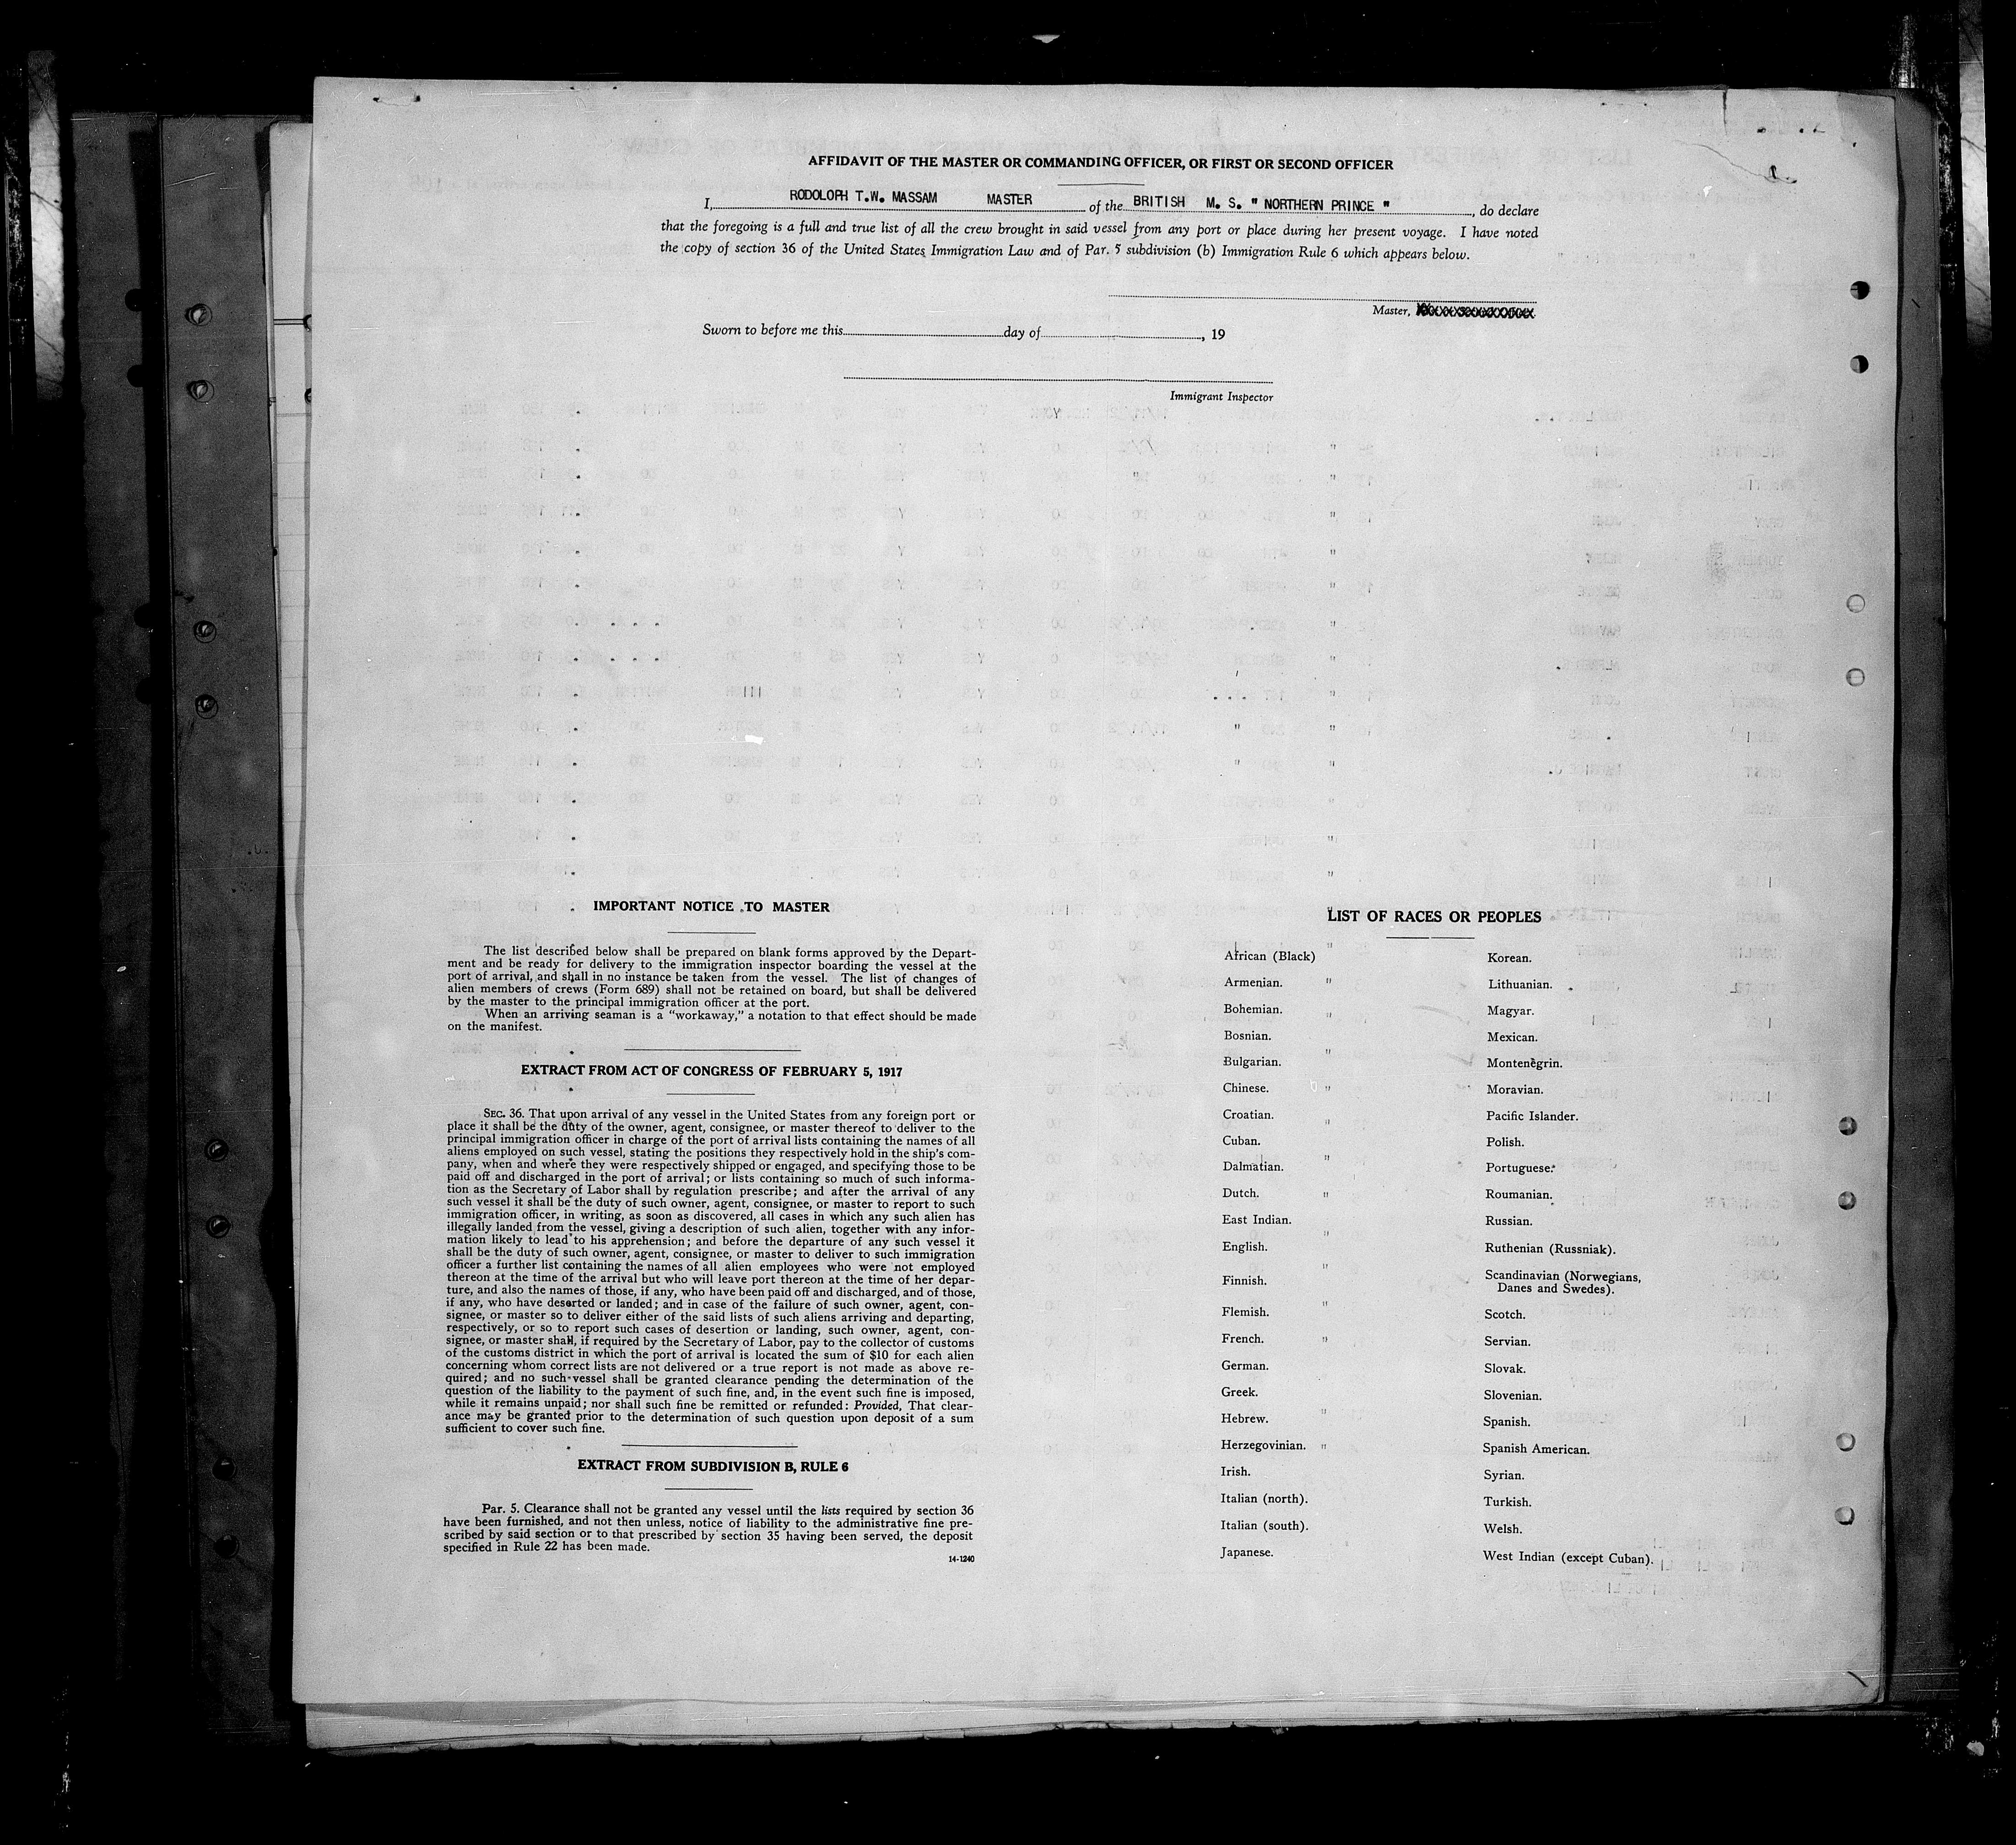 AFFIDAVIT OF THE MASTER OR COMMANDING OFFICER, OR FIRST OR SECOND OFFICER
I, RODOLOPH T.W. MASSAM MASTER of the BRITISH M. S. " NORTHERN PRINCE ", do declare
that the foregoing is a full and true list of all the crew brought in said vessel from any port or place during her present voyage. I have noted
the copy of section 36 of the United States Immigration Law and of Par. 5 subdivision (b) Immigration Rule 6 which appears below.
Master,
Sworn to before me this day of , 19
Immigrant Inspector
IMPORTANT NOTICE TO MASTER
The list described below shall be prepared on blank forms approved by the Depart-
ment and be ready for delivery to the immigration inspector boarding the vessel at the
port of arrival, and shall in no instance be taken from the vessel. The list of changes of
alien members of crews (Form 689) shall not be retained on board, but shall be delivered
by the master to the principal immigration officer at the port.
When an arriving seaman is a "workaway," a notation to that effect should be made
on the manifest.
EXTRACT FROM ACT OF CONGRESS OF FEBRUARY 5, 1917
SEC. 36. That upon arrival of any vessel in the United States from any foreign port or
place it shall be the duty of the owner, agent, consignee, or master thereof to deliver to the
principal immigration officer in charge of the port of arrival lists containing the names of all
aliens employed on such vessel, stating the positions they respectively hold in the ship's com-
pany, when and where they were respectively shipped or engaged, and specifying those to be
paid off and discharged in the port of arrival; or lists containing so much of such informa-
tion as the Secretary of Labor shall by regulation prescribe; and after the arrival of any
such vessel it shall be the duty of such owner, agent, consignee, or master to report to such
immigration officer, in writing, as soon as discovered, all cases in which any such alien has
illegally landed from the vessel, giving a description of such alien, together with any infor-
mation likely to lead to his apprehension; and before the departure of any such vessel it
shall be the duty of such owner, agent, consignee, or master to deliver to such immigration
officer a further list containing the names of all alien employees who were not employed
thereon at the time of the arrival but who will leave port thereon at the time of her depar-
ture, and also the names of those, if any, who have been paid off and discharged, and of those,
if any, who have deserted or landed; and in case of the failure of such owner, agent, con-
signee, or master so to deliver either of the said lists of such aliens arriving and departing,
respectively, or so to report such cases of desertion or landing, such owner, agent, con-
signee, or master shall, if required by the Secretary of Labor, pay to the collector of customs
of the customs district in which the port of arrival is located the sum of $10 for each alien
concerning whom correct lists are not delivered or a true report is not made as above re-
quired; and no such vessel shall be granted clearance pending the determination of the
question of the liability to the payment of such fine, and, in the event such fine is imposed,
while it remains unpaid; nor shall such fine be remitted or refunded: Provided, That clear-
ance may be granted prior to the determination of such question upon deposit of a sum
sufficient to cover such fine.
EXTRACT FROM SUBDIVISION B, RULE 6
Par. 5. Clearance shall not be granted any vessel until the lists required by section 36
have been furnished, and not then unless, notice of liability to the administrative fine pre-
scribed by said section or to that prescribed by section 35 having been served, the deposit
specified in Rule 22 has been made.
14-1240
LIST OF RACES OR PEOPLES
African (Black)
Armenian.
Bohemian.
Bosnian.
Bulgarian.
Chinese.
Croatian.
Cuban.
Dalmatian.
Dutch.
East Indian.
English.
Finnish.
Flemish.
French.
German.
Greek.
Hebrew.
Herzegovinian.
Irish.
Italian (north).
Italian (south).
Japanese.
Korean.
Lithuanian.
Magyar.
Mexican.
Montenegrin.
Moravian.
Pacific Islander.
Polish.
Portuguese.
Roumanian.
Russian.
Ruthenian (Russniak).
Scandinavian (Norwegians,
Danes and Swedes).
Scotch.
Servian.
Slovak.
Slovenian.
Spanish.
Spanish American.
Syrian.
Turkish.
Welsh.
West Indian (except Cuban).